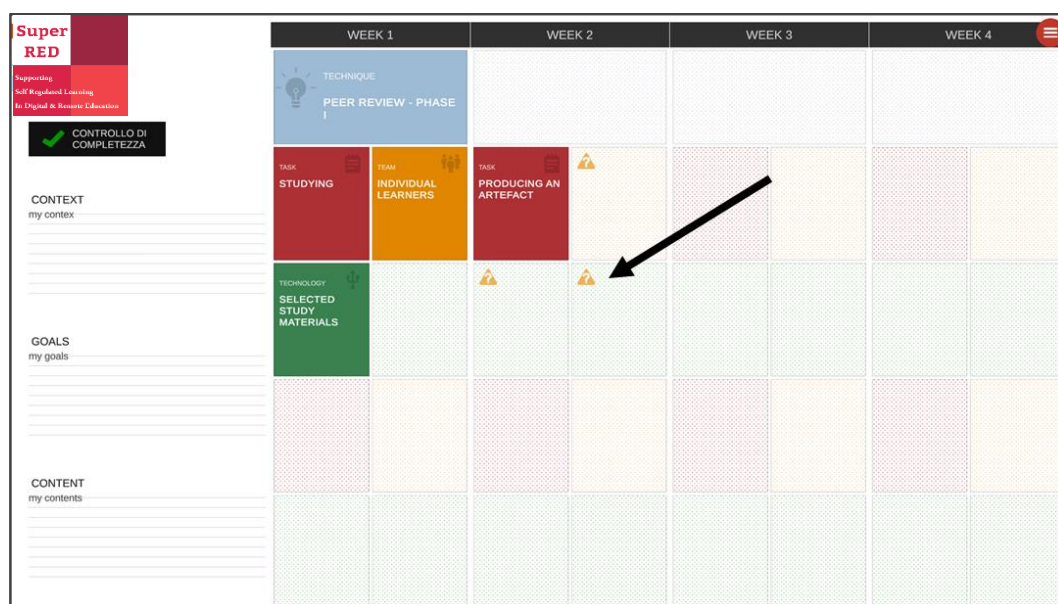 Super
RED
Supporting
Self Regulated Learning
In Digital & Remote Education
CONTROLLO DI
COMPLETEZZA
CONTEXT
my contex
GOALS
my goals
CONTENT
my contents
WEEK 1
WEEK 2
WEEK 3
WEEK 4
TECHNIQUE
PEER REVIEW - PHASE
I
TASK
STUDYING
TEAM
INDIVIDUAL
LEARNERS
TASK
PRODUCING AN
ARTEFACT
?
TECHNOLOGY
SELECTED
STUDY
MATERIALS
?
?